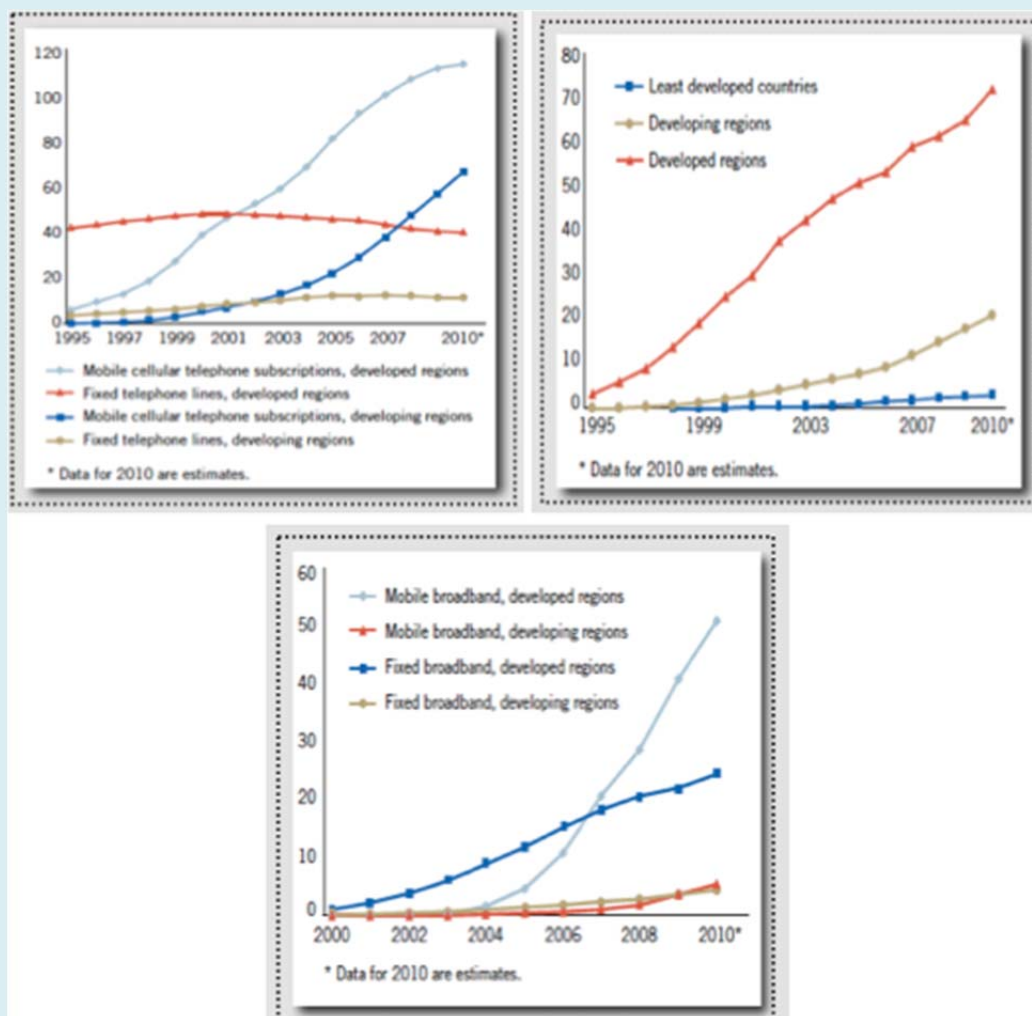 120
100
80
60
40
20
0
1995 1997 1999 2001 2003 2005 2007 2010*
Mobile cellular telephone subscriptions, developed regions
Fixed telephone lines, developed regions
Mobile cellular telephone subscriptions, developing regions
Fixed telephone lines, developing regions
* Data for 2010 are estimates.
80
70
60
50
40
30
20
10
0
Least developed countries
Developing regions
Developed regions
1995 1999 2003 2007 2010*
* Data for 2010 are estimates.
60
50
40
30
20
10
0
Mobile broadband, developed regions
Mobile broadband, developing regions
Fixed broadband, developed regions
Fixed broadband, developing regions
2000 2002 2004 2006 2008 2010*
* Data for 2010 are estimates.